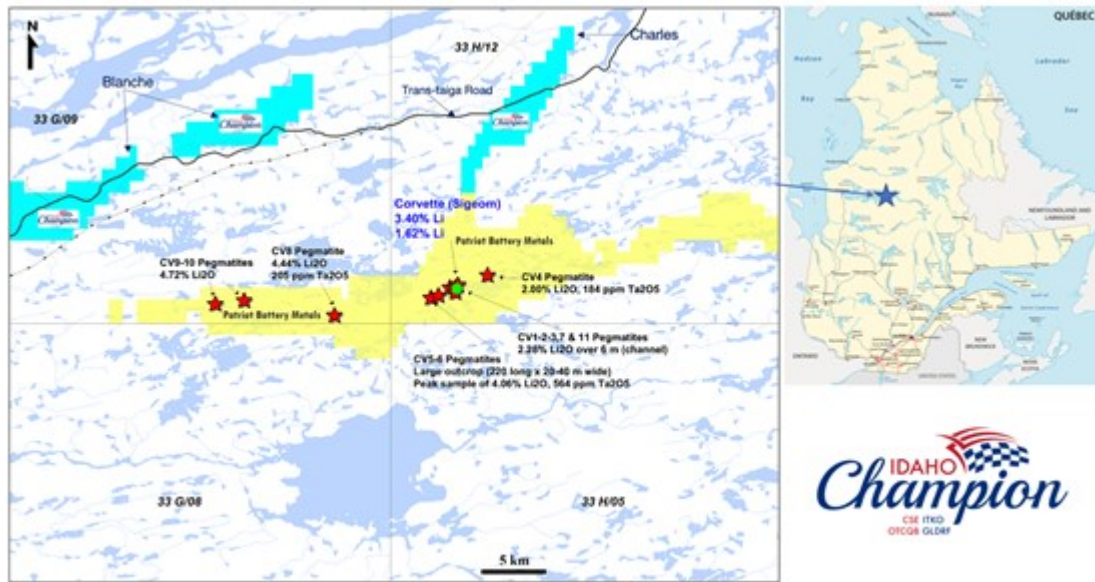 N
33 H/12
Charles
Blanche
Trans-taiga Road
33 G/09
Champion
Champion
Champion
Corvette (Sigeom)
3.40% Li
1.62% Li
Patriot Battery Metals
CV8 Pegmatite
4.44% Li2O
205 ppm Ta2O5
CV9-10 Pegmatites
4.72% Li2O
CV4 Pegmatite
2.00% Li2O, 184 ppm Ta2O5
Patriot Battery Metals
CV1-2-3,7 & 11 Pegmatites
2.28% Li2O over 6 m (channel)
CV5-6 Pegmatites
Large outcrop (220 long x 20-40 m wide)
Peak sample of 4.06% Li2O, 564 ppm Ta2O5
33 G/08
33 H/05
5 km
QUÉBEC
Hudson
Bay
Labrador
Sea
NEWFOUNDLAND AND
LABRADOR
ONTARIO
NEW
BRUNSWICK
UNITED STATES
IDAHO
Champion
CSE ITKO
OTCQB GLDRF